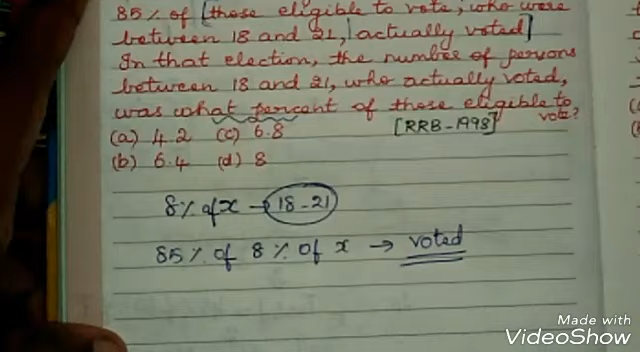 85% of [those eligible to vote, who were
between 18 and 21, actually voted]
In that election, the number of persons
between 18 and 21, who actually voted,
was what percent of those eligible to
vote?
(a) 4.2 (c) 6.8 [RRB-1998]
(b) 6.4 (d) 8
8% of x → 18-21
85% of 8% of x → voted
Made with
VideoShow